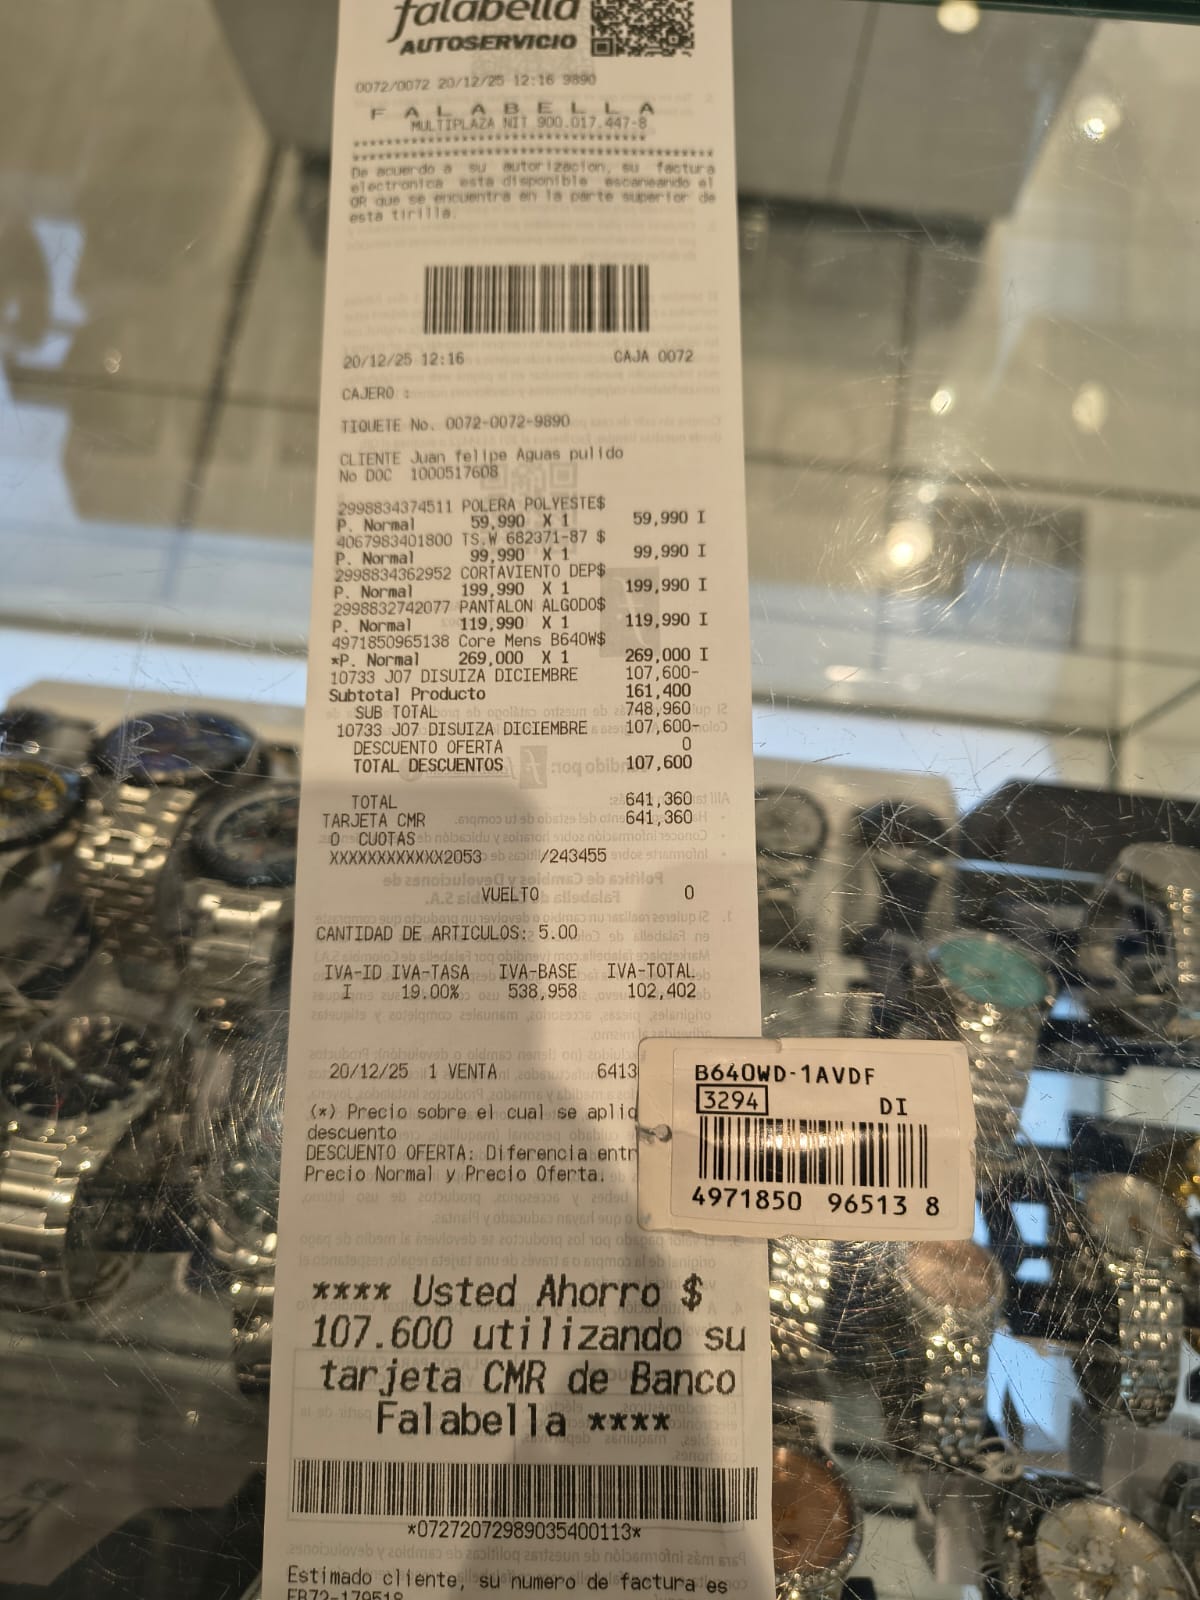 falabella
AUTOSERVICIO
0072/0072 20/12/25 12:16 9890
F A L A B E L L A
MULTIPLAZA NIT 900.017.447-8
De acuerdo a su autorizacion, su factura
electronica esta disponible escaneando el
QR que se encuentra en la parte superior de
esta tirilla.
20/12/25 12:16 CAJA 0072
CAJERO :
TIQUETE No. 0072-0072-9890
CLIENTE Juan felipe Aguas pulido
No DOC 1000517608
2998834374511 POLERA POLYESTE$
P. Normal 59,990 X 1 59,990 I
4067983401800 TS.W 682371-87 $
P. Normal 99,990 X 1 99,990 I
2998834362952 CORTAVIENTO DEP$
P. Normal 199,990 X 1 199,990 I
2998832742077 PANTALON ALGODO$
P. Normal 119,990 X 1 119,990 I
4971850965138 Core Mens B640W$
*P. Normal 269,000 X 1 269,000 I
10733 J07 DISUIZA DICIEMBRE 107,600-
Subtotal Producto 161,400
SUB TOTAL 748,960
10733 J07 DISUIZA DICIEMBRE 107,600-
DESCUENTO OFERTA 0
TOTAL DESCUENTOS 107,600
TOTAL 641,360
TARJETA CMR 641,360
0 CUOTAS
XXXXXXXXXXXX2053 /243455
VUELTO 0
CANTIDAD DE ARTICULOS: 5.00
IVA-ID IVA-TASA IVA-BASE IVA-TOTAL
I 19.00% 538,958 102,402
20/12/25 1 VENTA 6413
(*) Precio sobre el cual se apliq
descuento
DESCUENTO OFERTA: Diferencia entr
Precio Normal y Precio Oferta.
B640WD-1AVDF
3294 DI
4971850 96513 8
**** Usted Ahorro $
107.600 utilizando su
tarjeta CMR de Banco
Falabella ****
*07272072989035400113*
Estimado cliente, su numero de factura es